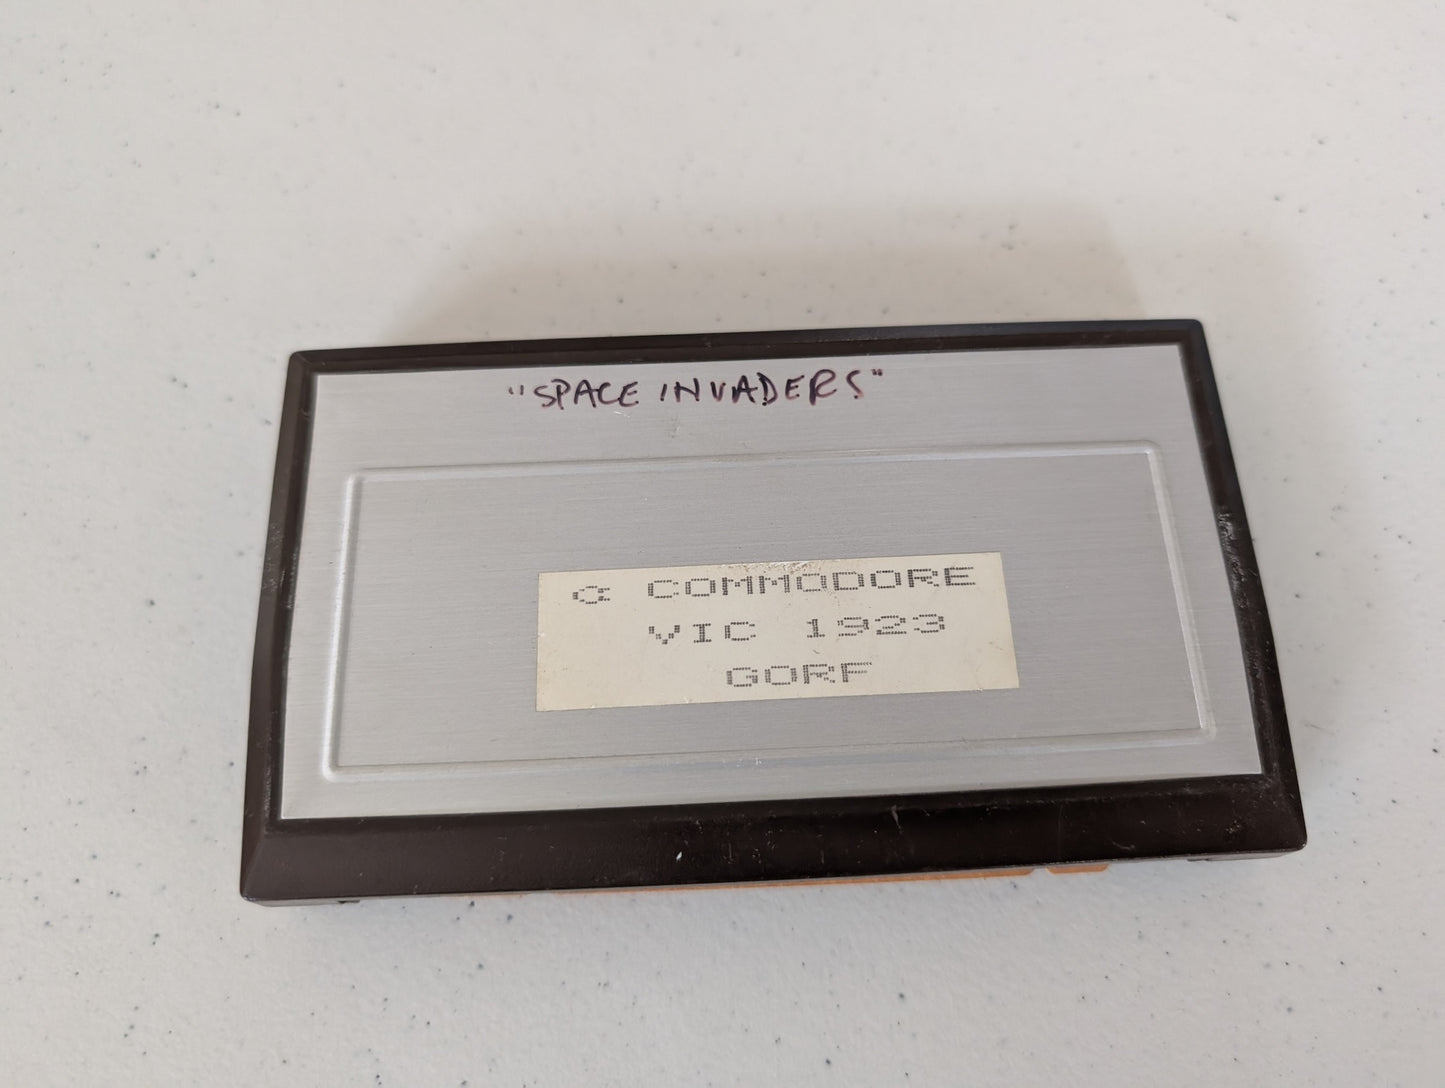 "SPACE INVADERS"
COMMODORE
VIC 1923
GORF